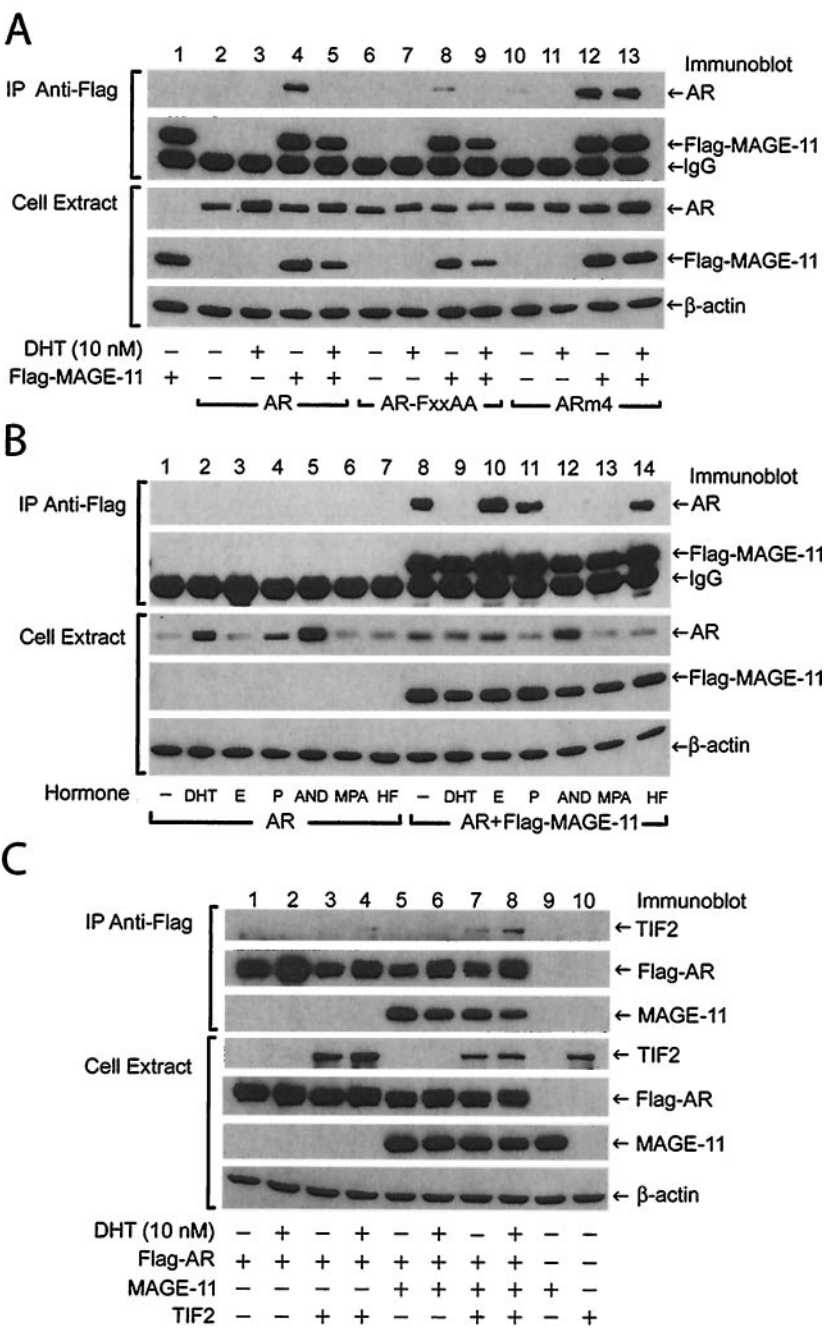 A
1 2 3 4 5 6 7 8 9 10 11 12 13 Immunoblot
IP Anti-Flag ←AR
←Flag-MAGE-11
←IgG
Cell Extract ←AR
←Flag-MAGE-11
←β-actin
DHT (10 nM) – – + – + – + – + – + – +
Flag-MAGE-11 + – – + + – – + + – – + +
AR AR-FxxAA ARm4
B
1 2 3 4 5 6 7 8 9 10 11 12 13 14 Immunoblot
IP Anti-Flag ←AR
←Flag-MAGE-11
←IgG
Cell Extract ←AR
←Flag-MAGE-11
←β-actin
Hormone – DHT E P AND MPA HF – DHT E P AND MPA HF
AR AR+Flag-MAGE-11
C
1 2 3 4 5 6 7 8 9 10 Immunoblot
IP Anti-Flag ←TIF2
←Flag-AR
←MAGE-11
Cell Extract ←TIF2
←Flag-AR
←MAGE-11
←β-actin
DHT (10 nM) – + – + – + – + – –
Flag-AR + + + + + + + + – –
MAGE-11 – – – – + + + + + –
TIF2 – – + + – – + + – +